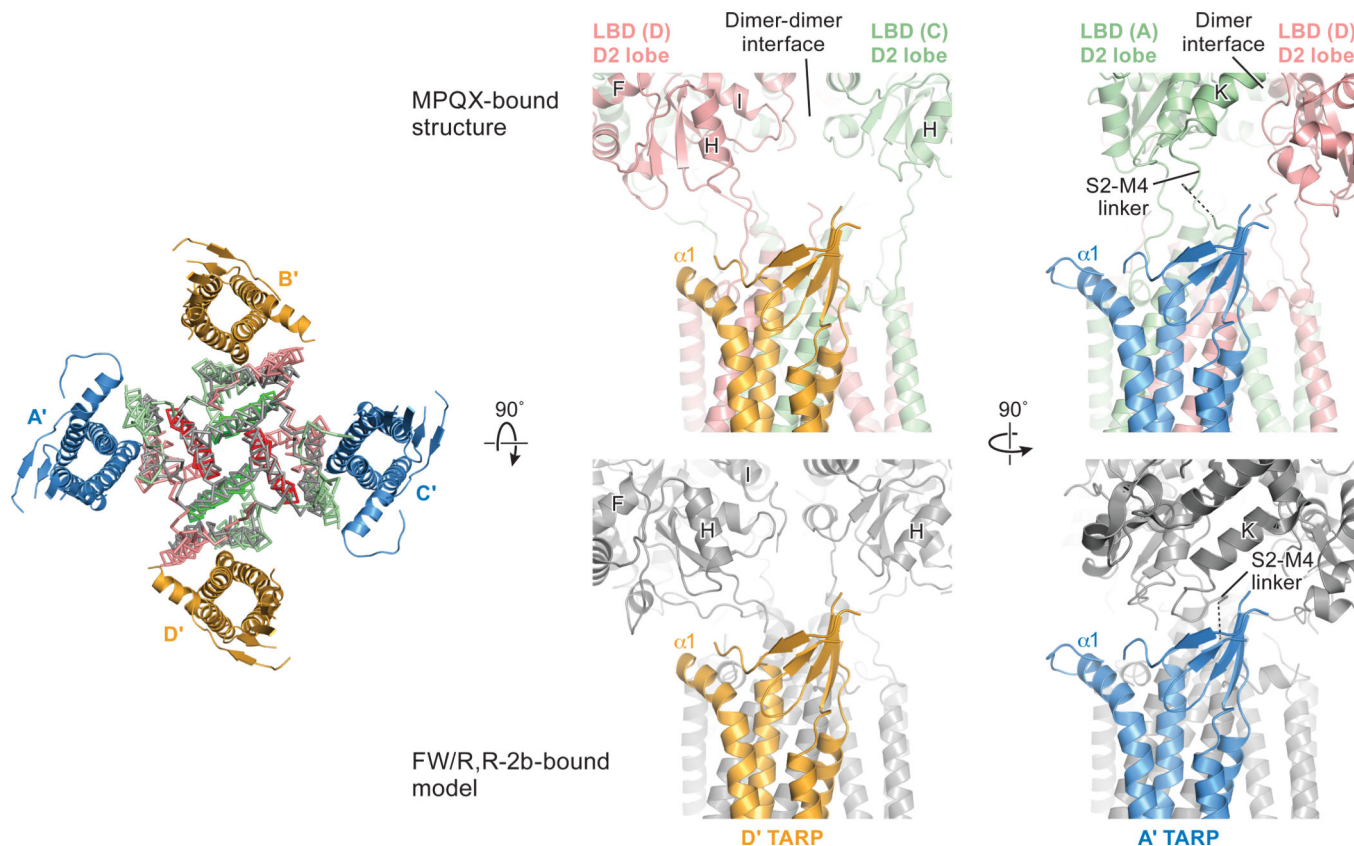 MPQX-bound
structure
LBD (D)
D2 lobe
Dimer-dimer
interface
LBD (C)
D2 lobe
F
I
H
H
α1
LBD (A)
D2 lobe
Dimer
interface
LBD (D)
D2 lobe
K
S2-M4
linker
α1
B'
A'
C'
D'
90°
90°
FW/R,R-2b-bound
model
F
I
H
H
α1
D' TARP
K
S2-M4
linker
α1
A' TARP